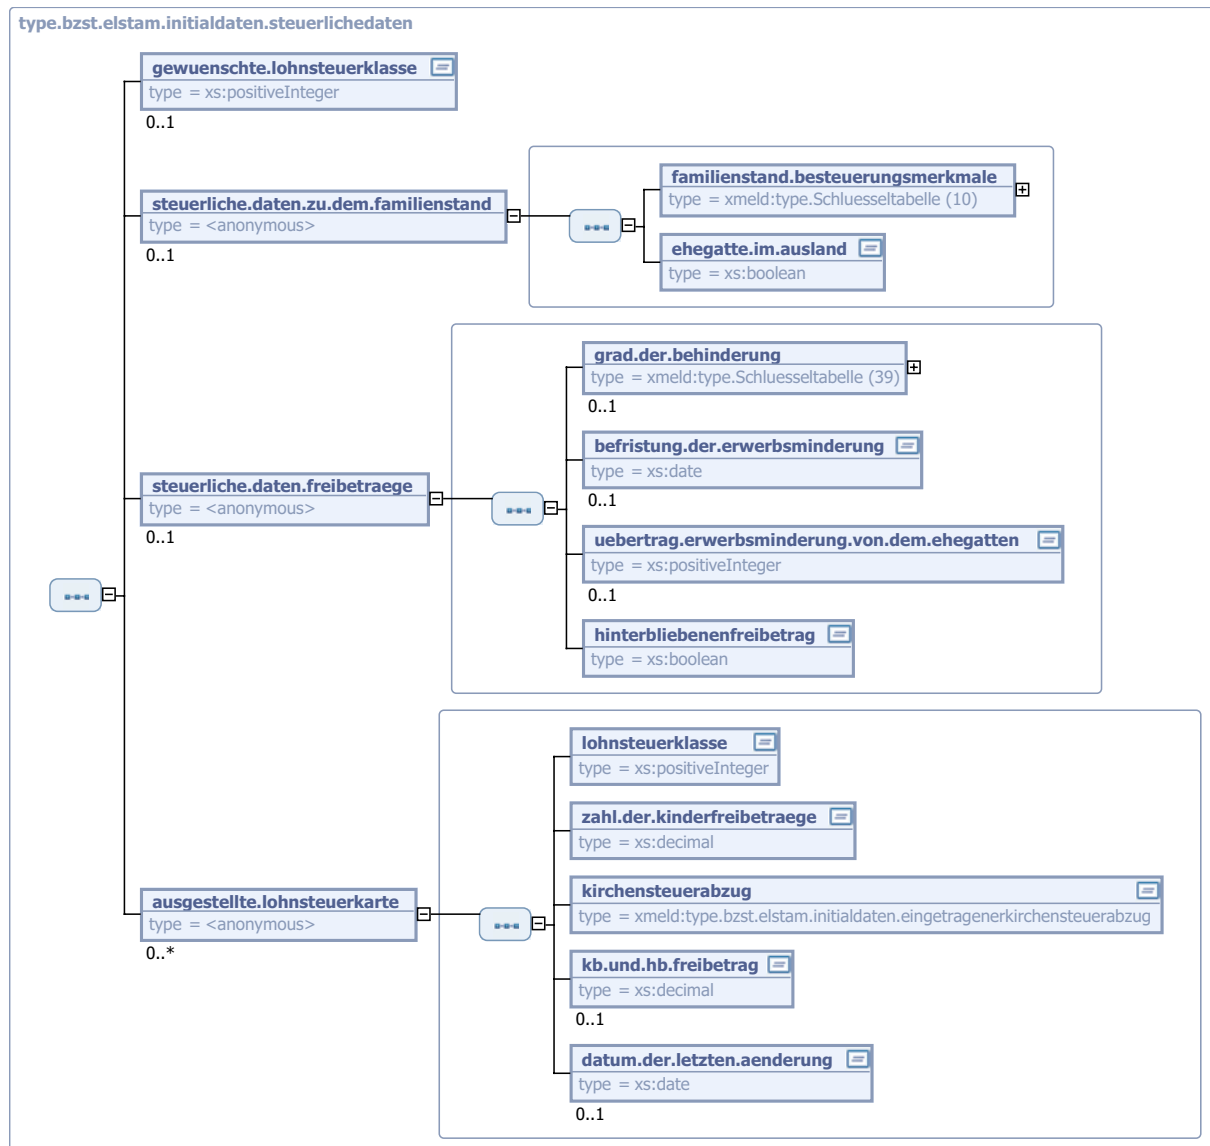 type.bzst.elstam.initialdaten.steuerlichedaten
gewuenschte.lohnsteuerklasse
type = xs:positiveInteger
0..1
steuerliche.daten.zu.dem.familienstand
type = <anonymous>
0..1
familienstand.besteuerungsmerkmale
type = xmeld:type.Schluesseltabelle (10)
ehegatte.im.ausland
type = xs:boolean
steuerliche.daten.freibetraege
type = <anonymous>
0..1
grad.der.behinderung
type = xmeld:type.Schluesseltabelle (39)
0..1
befristung.der.erwerbsminderung
type = xs:date
0..1
uebertrag.erwerbsminderung.von.dem.ehegatten
type = xs:positiveInteger
0..1
hinterbliebenenfreibetrag
type = xs:boolean
ausgestellte.lohnsteuerkarte
type = <anonymous>
0..*
lohnsteuerklasse
type = xs:positiveInteger
zahl.der.kinderfreibetraege
type = xs:decimal
kirchensteuerabzug
type = xmeld:type.bzst.elstam.initialdaten.eingetragenerkirchensteuerabzug
kb.und.hb.freibetrag
type = xs:decimal
0..1
datum.der.letzten.aenderung
type = xs:date
0..1